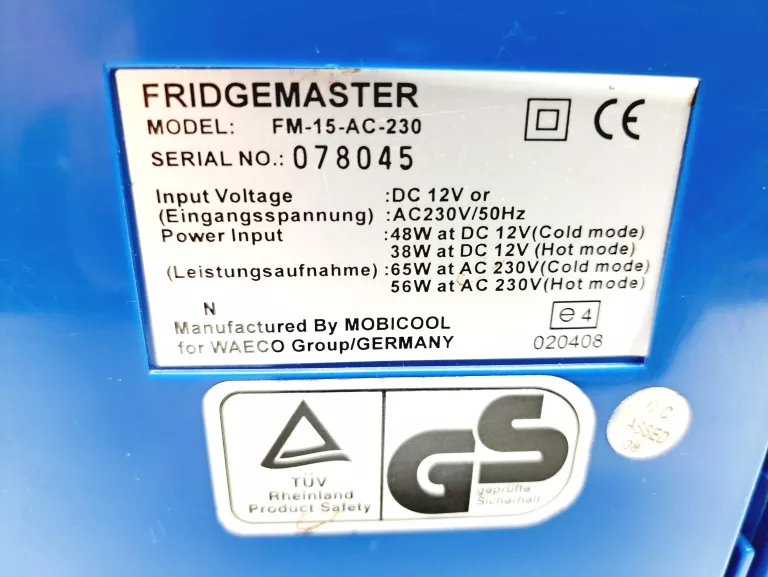 FRIDGEMASTER
MODEL: FM-15-AC-230
SERIAL NO.: 078045
Input Voltage :DC 12V or
(Eingangsspannung) :AC230V/50Hz
Power Input :48W at DC 12V(Cold mode)
38W at DC 12V (Hot mode)
(Leistungsaufnahme) :65W at AC 230V(Cold mode)
56W at AC 230V(Hot mode)
N
Manufactured By MOBICOOL
for WAECO Group/GERMANY
CE
e 4
020408
TÜV
Rheinland
Product Safety
GS
geprüfte
Sicherheit
Q.C.
PASSED
09